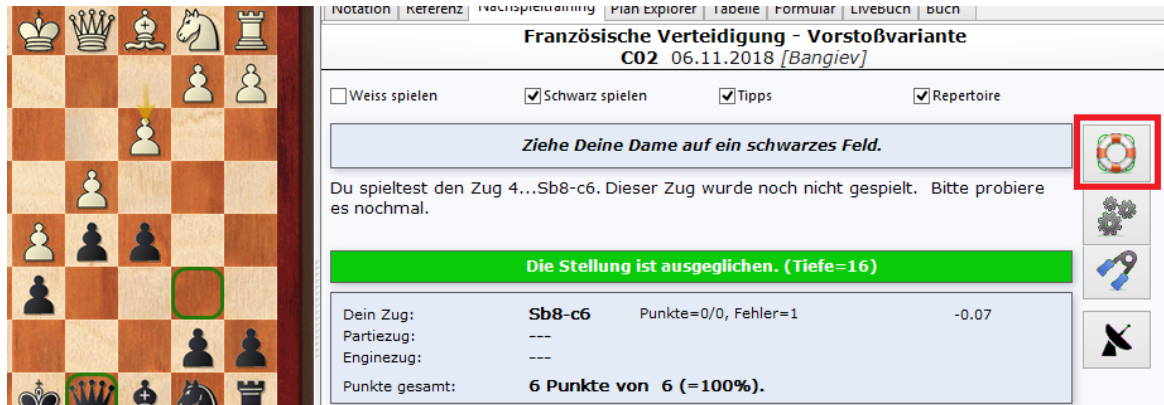 Notation Referenz Nachspieltraining Plan Explorer Tabelle Formular LiveBuch Buch
Französische Verteidigung - Vorstoßvariante
C02 06.11.2018 [Bangiev]
Weiss spielen Schwarz spielen Tipps Repertoire
Ziehe Deine Dame auf ein schwarzes Feld.
Du spieltest den Zug 4...Sb8-c6. Dieser Zug wurde noch nicht gespielt. Bitte probiere
es nochmal.
Die Stellung ist ausgeglichen. (Tiefe=16)
Dein Zug: Sb8-c6 Punkte=0/0, Fehler=1 -0.07
Partiezug: ---
Enginezug: ---
Punkte gesamt: 6 Punkte von 6 (=100%).